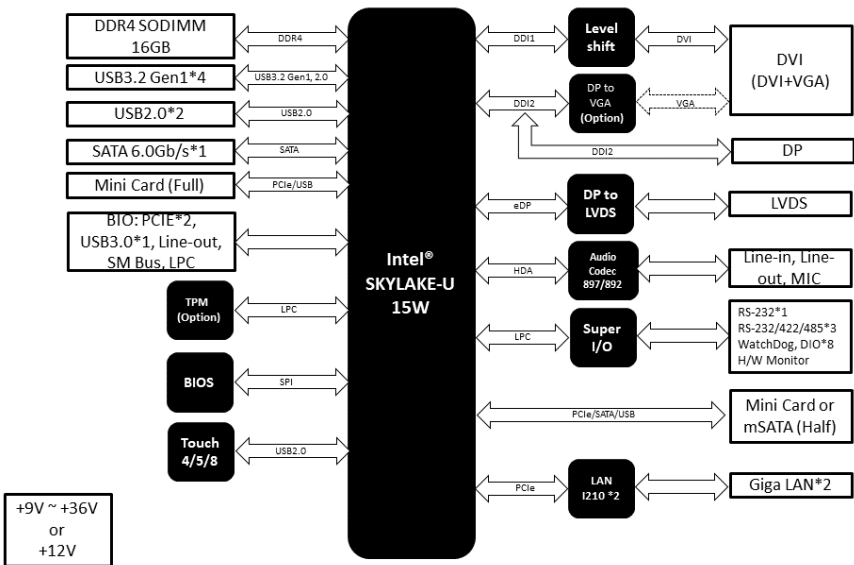 DDR4 SODIMM
16GB
DDR4
USB3.2 Gen1*4
USB3.2 Gen1, 2.0
USB2.0*2
USB2.0
SATA 6.0Gb/s*1
SATA
Mini Card (Full)
PCIe/USB
BIO: PCIE*2,
USB3.0*1, Line-out,
SM Bus, LPC
TPM
(Option)
LPC
BIOS
SPI
Touch
4/5/8
USB2.0
+9V ~ +36V
or
+12V
Intel®
SKYLAKE-U
15W
DDI1
Level
shift
DVI
DVI
(DVI+VGA)
DDI2
DP to
VGA
(Option)
VGA
DDI2
DP
eDP
DP to
LVDS
LVDS
HDA
Audio
Codec
897/892
Line-in, Line-
out, MIC
LPC
Super
I/O
RS-232*1
RS-232/422/485*3
WatchDog, DIO*8
H/W Monitor
PCIe/SATA/USB
Mini Card or
mSATA (Half)
PCIe
LAN
I210 *2
Giga LAN*2